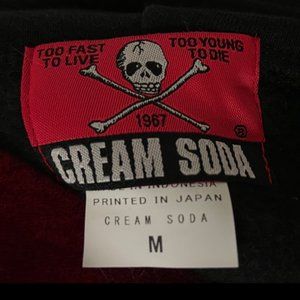 TOO FAST TOO YOUNG
TO LIVE TO DIE
1967
®
CREAM SODA
IN INDONESIA
PRINTED IN JAPAN
CREAM SODA
M